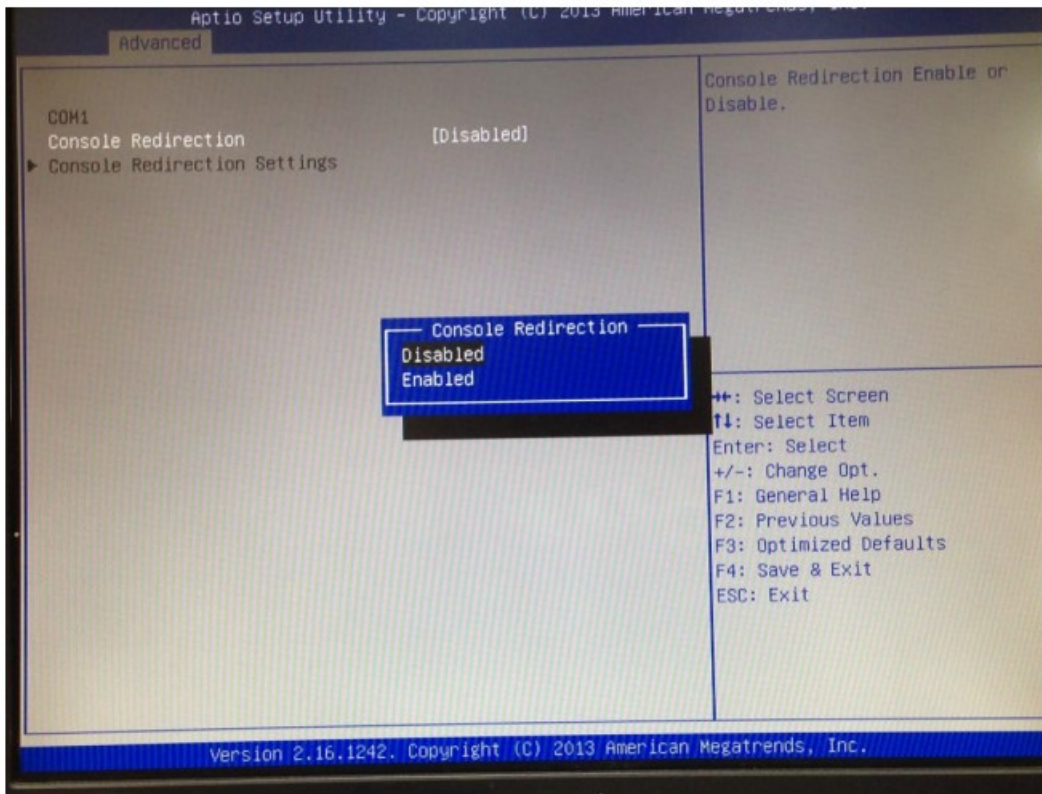 Aptio Setup Utility - Copyright (C) 2013 American Megatrends, Inc.
Advanced
COM1
Console Redirection [Disabled]
Console Redirection Settings
Console Redirection Enable or
Disable.
Console Redirection
Disabled
Enabled
→←: Select Screen
↑↓: Select Item
Enter: Select
+/-: Change Opt.
F1: General Help
F2: Previous Values
F3: Optimized Defaults
F4: Save & Exit
ESC: Exit
Version 2.16.1242. Copyright (C) 2013 American Megatrends, Inc.